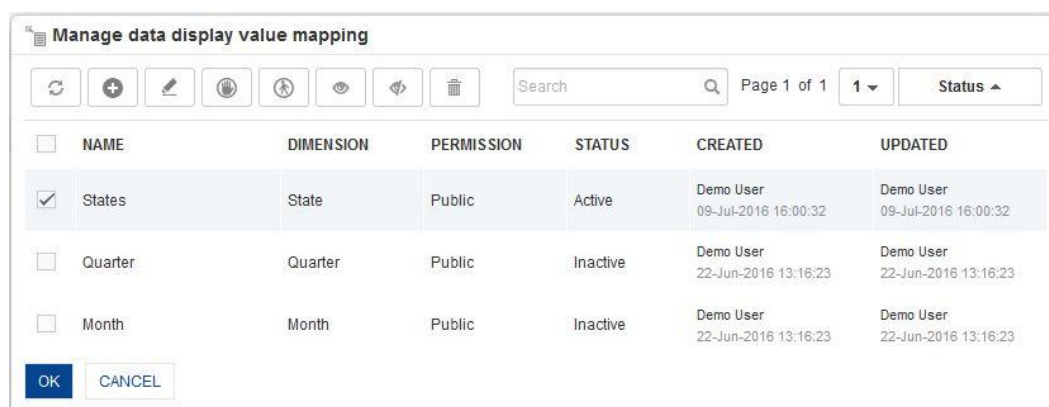 Manage data display value mapping
Search Page 1 of 1 1 Status
NAME DIMENSION PERMISSION STATUS CREATED UPDATED
States State Public Active Demo User Demo User
09-Jul-2016 16:00:32 09-Jul-2016 16:00:32
Quarter Quarter Public Inactive Demo User Demo User
22-Jun-2016 13:16:23 22-Jun-2016 13:16:23
Month Month Public Inactive Demo User Demo User
22-Jun-2016 13:16:23 22-Jun-2016 13:16:23
OK CANCEL